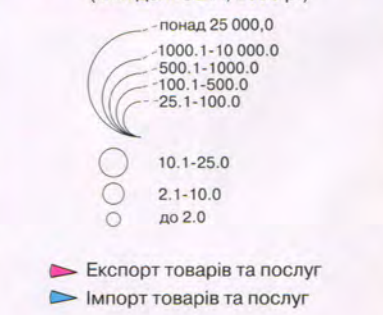 понад 25 000,0
1000.1-10 000.0
500.1-1000.0
100.1-500.0
25.1-100.0
10.1-25.0
2.1-10.0
до 2.0
Експорт товарів та послуг
Імпорт товарів та послуг